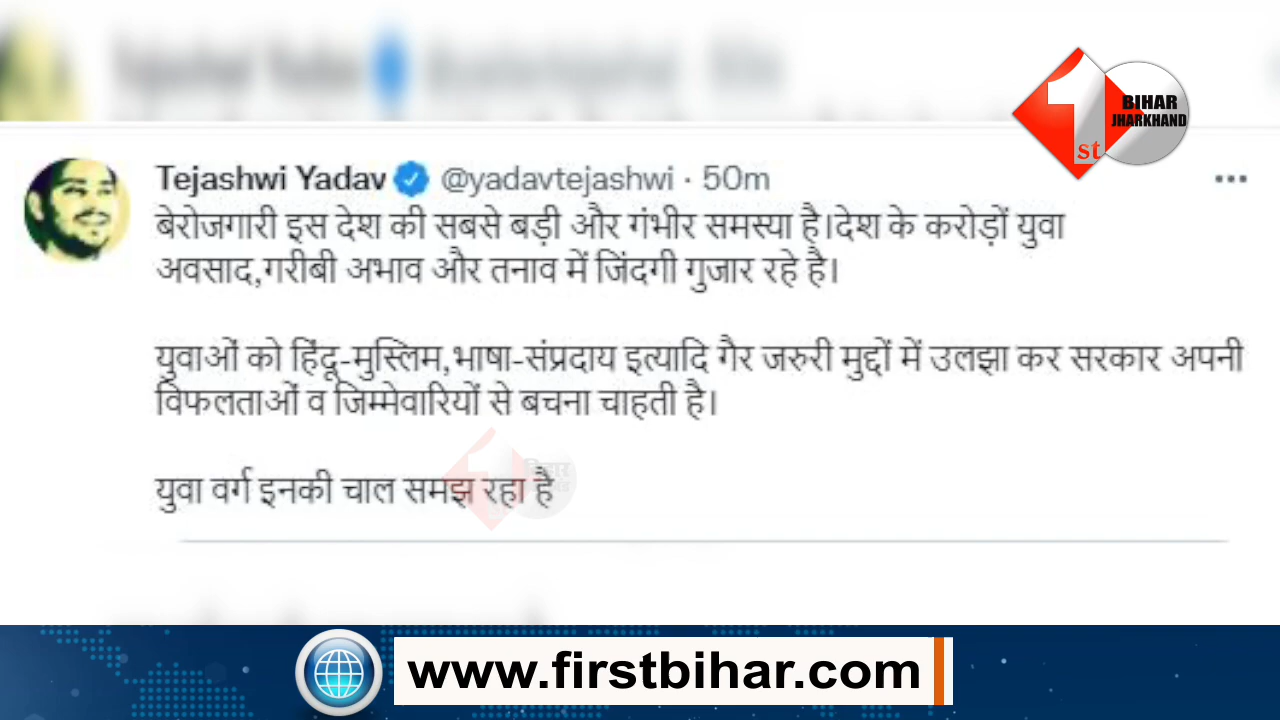 1
st
BIHAR
JHARKHAND
Tejashwi Yadav @yadavtejashwi · 50m
बेरोजगारी इस देश की सबसे बड़ी और गंभीर समस्या है।देश के करोड़ों युवा
अवसाद,गरीबी अभाव और तनाव में जिंदगी गुजार रहे है।
युवाओं को हिंदू-मुस्लिम,भाषा-संप्रदाय इत्यादि गैर जरुरी मुद्दों में उलझा कर सरकार अपनी
विफलताओं व जिम्मेवारियों से बचना चाहती है।
युवा वर्ग इनकी चाल समझ रहा है
www.firstbihar.com